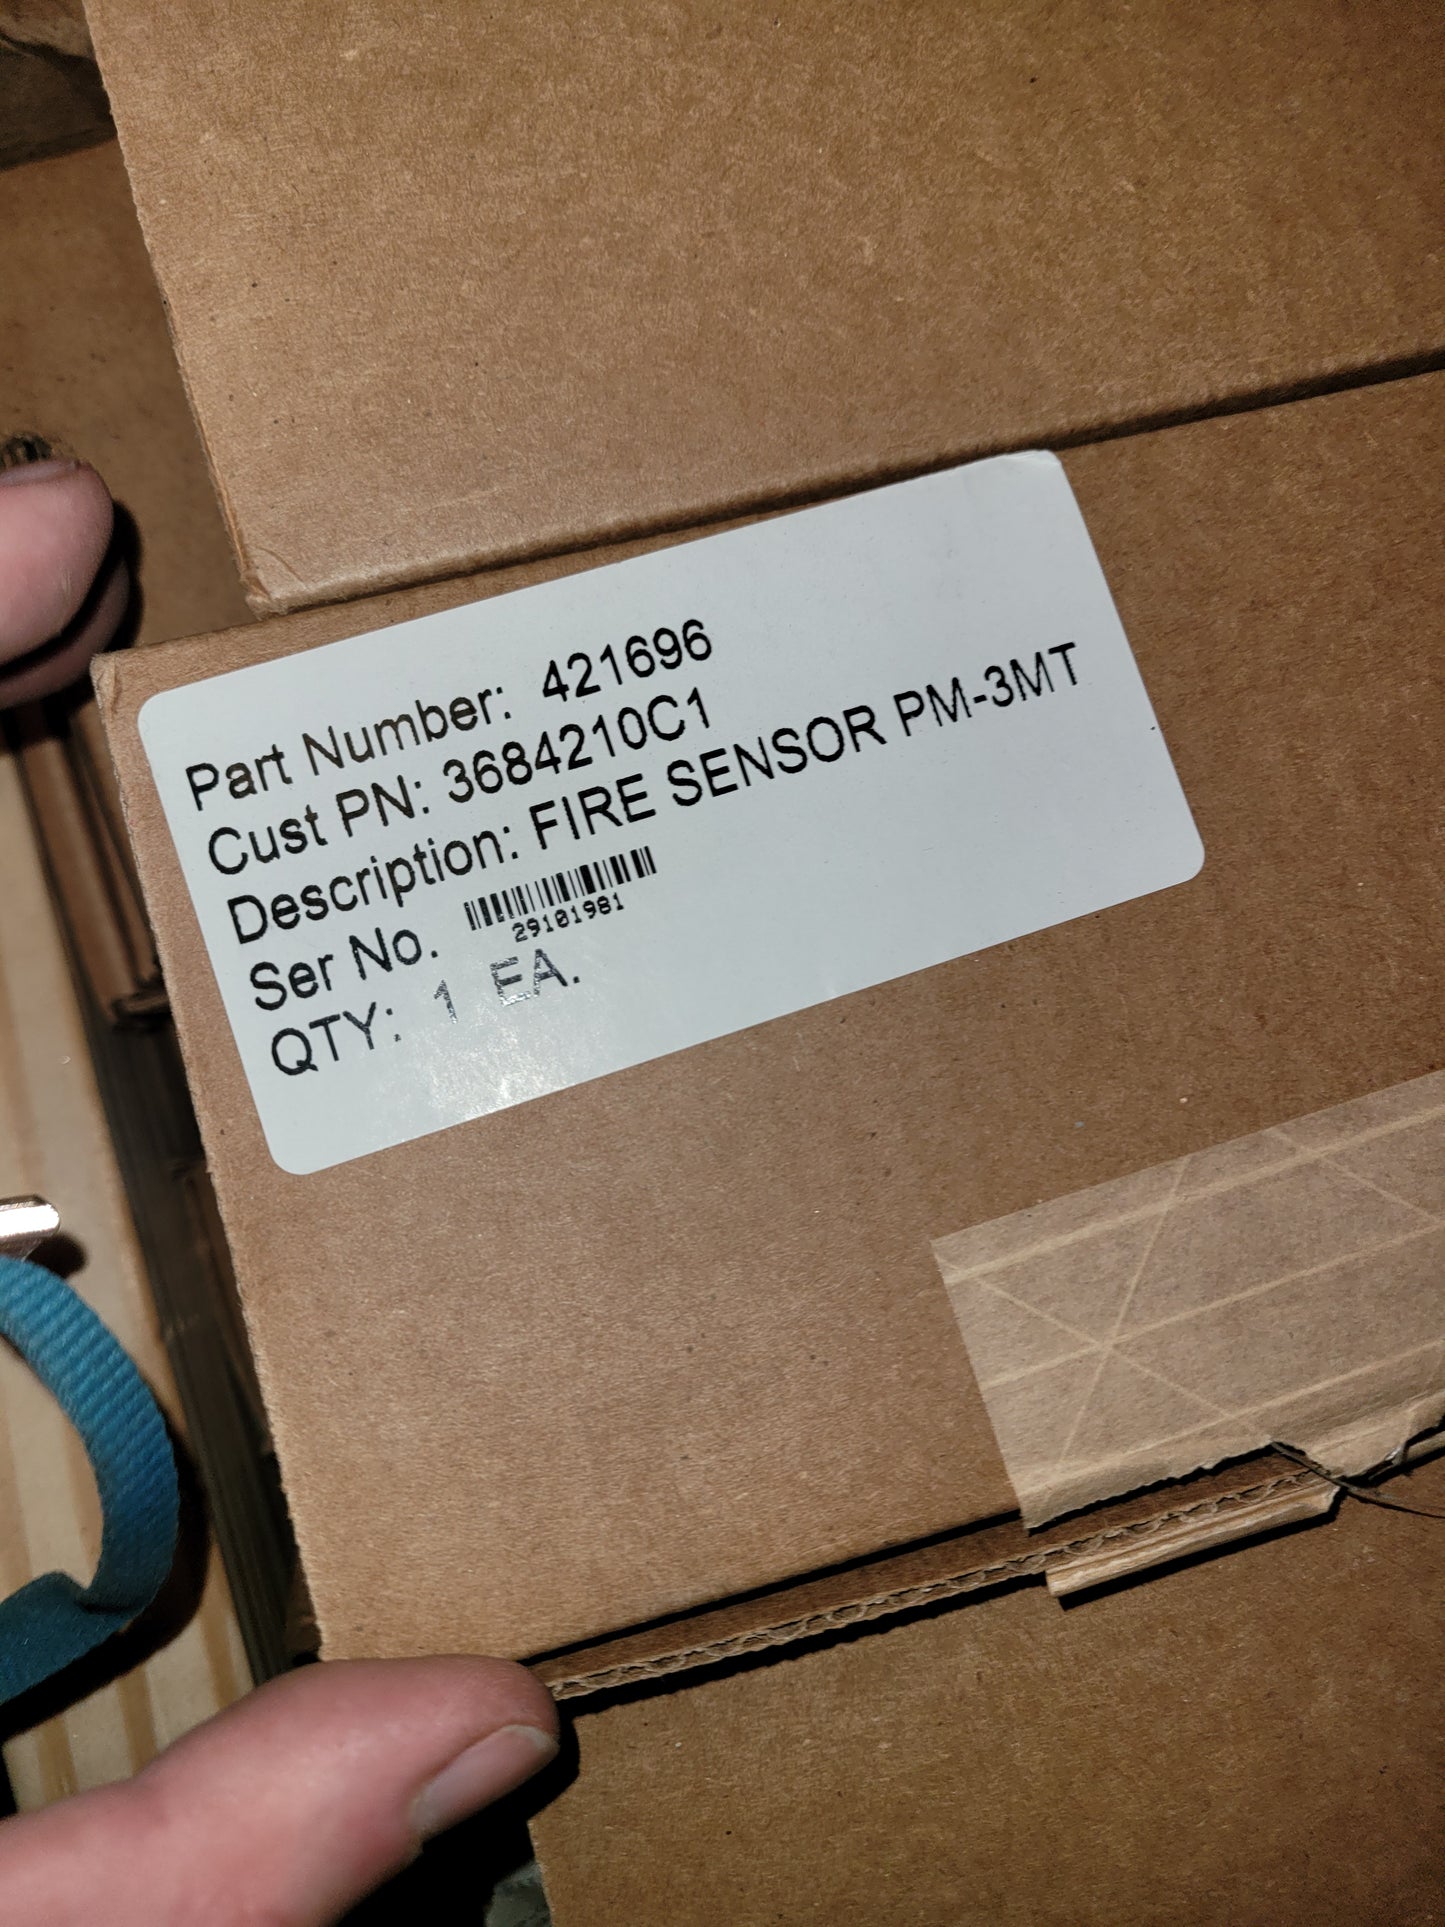 Part Number: 421696
Cust PN: 3684210C1
Description: FIRE SENSOR PM-3MT
Ser No. 29101981
QTY: 1 EA.